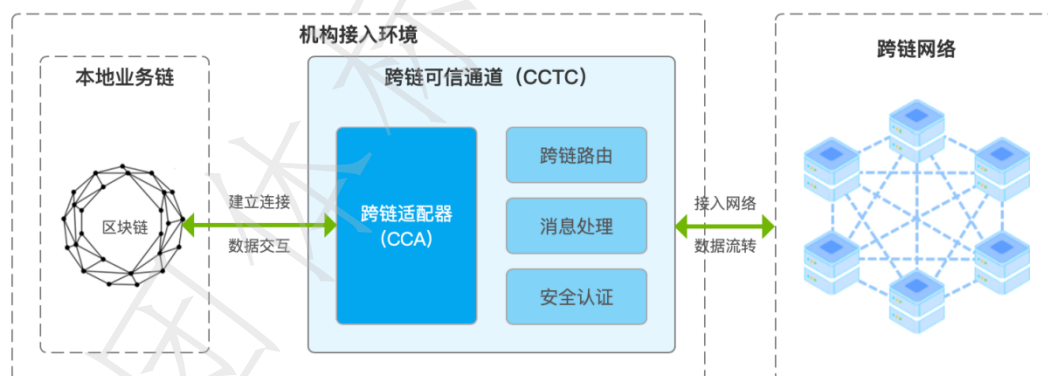 机构接入环境
跨链网络
本地业务链
跨链可信通道（CCTC）
区块链
建立连接
数据交互
跨链适配器
（CCA）
跨链路由
消息处理
安全认证
接入网络
数据流转